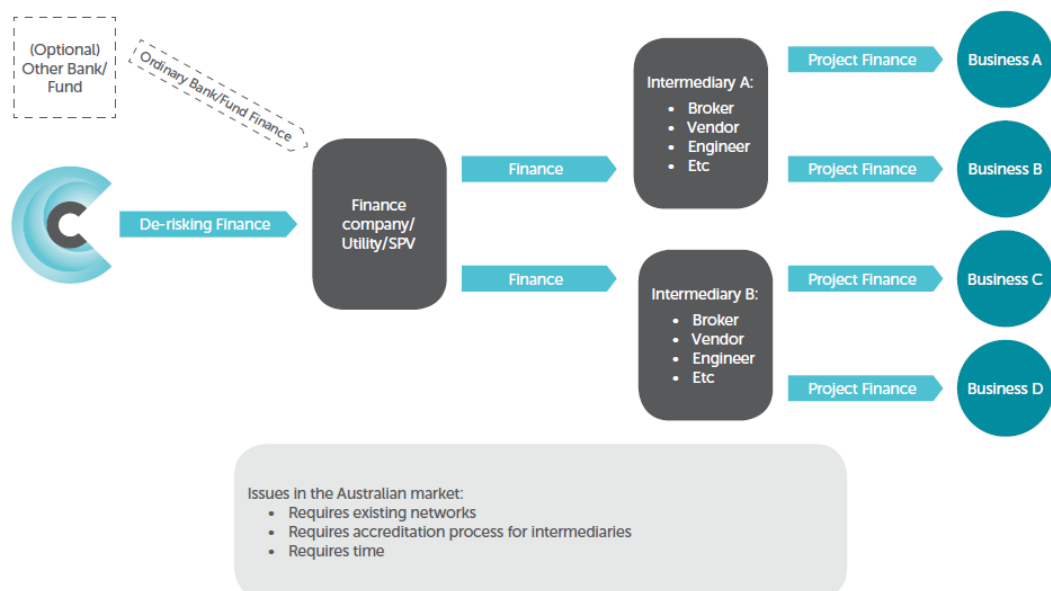 (Optional)
Other Bank/
Fund
Ordinary Bank/Fund Finance
C
De-risking Finance
Finance
company/
Utility/SPV
Finance
Finance
Intermediary A:
• Broker
• Vendor
• Engineer
• Etc
Intermediary B:
• Broker
• Vendor
• Engineer
• Etc
Project Finance
Project Finance
Project Finance
Project Finance
Business A
Business B
Business C
Business D
Issues in the Australian market:
• Requires existing networks
• Requires accreditation process for intermediaries
• Requires time